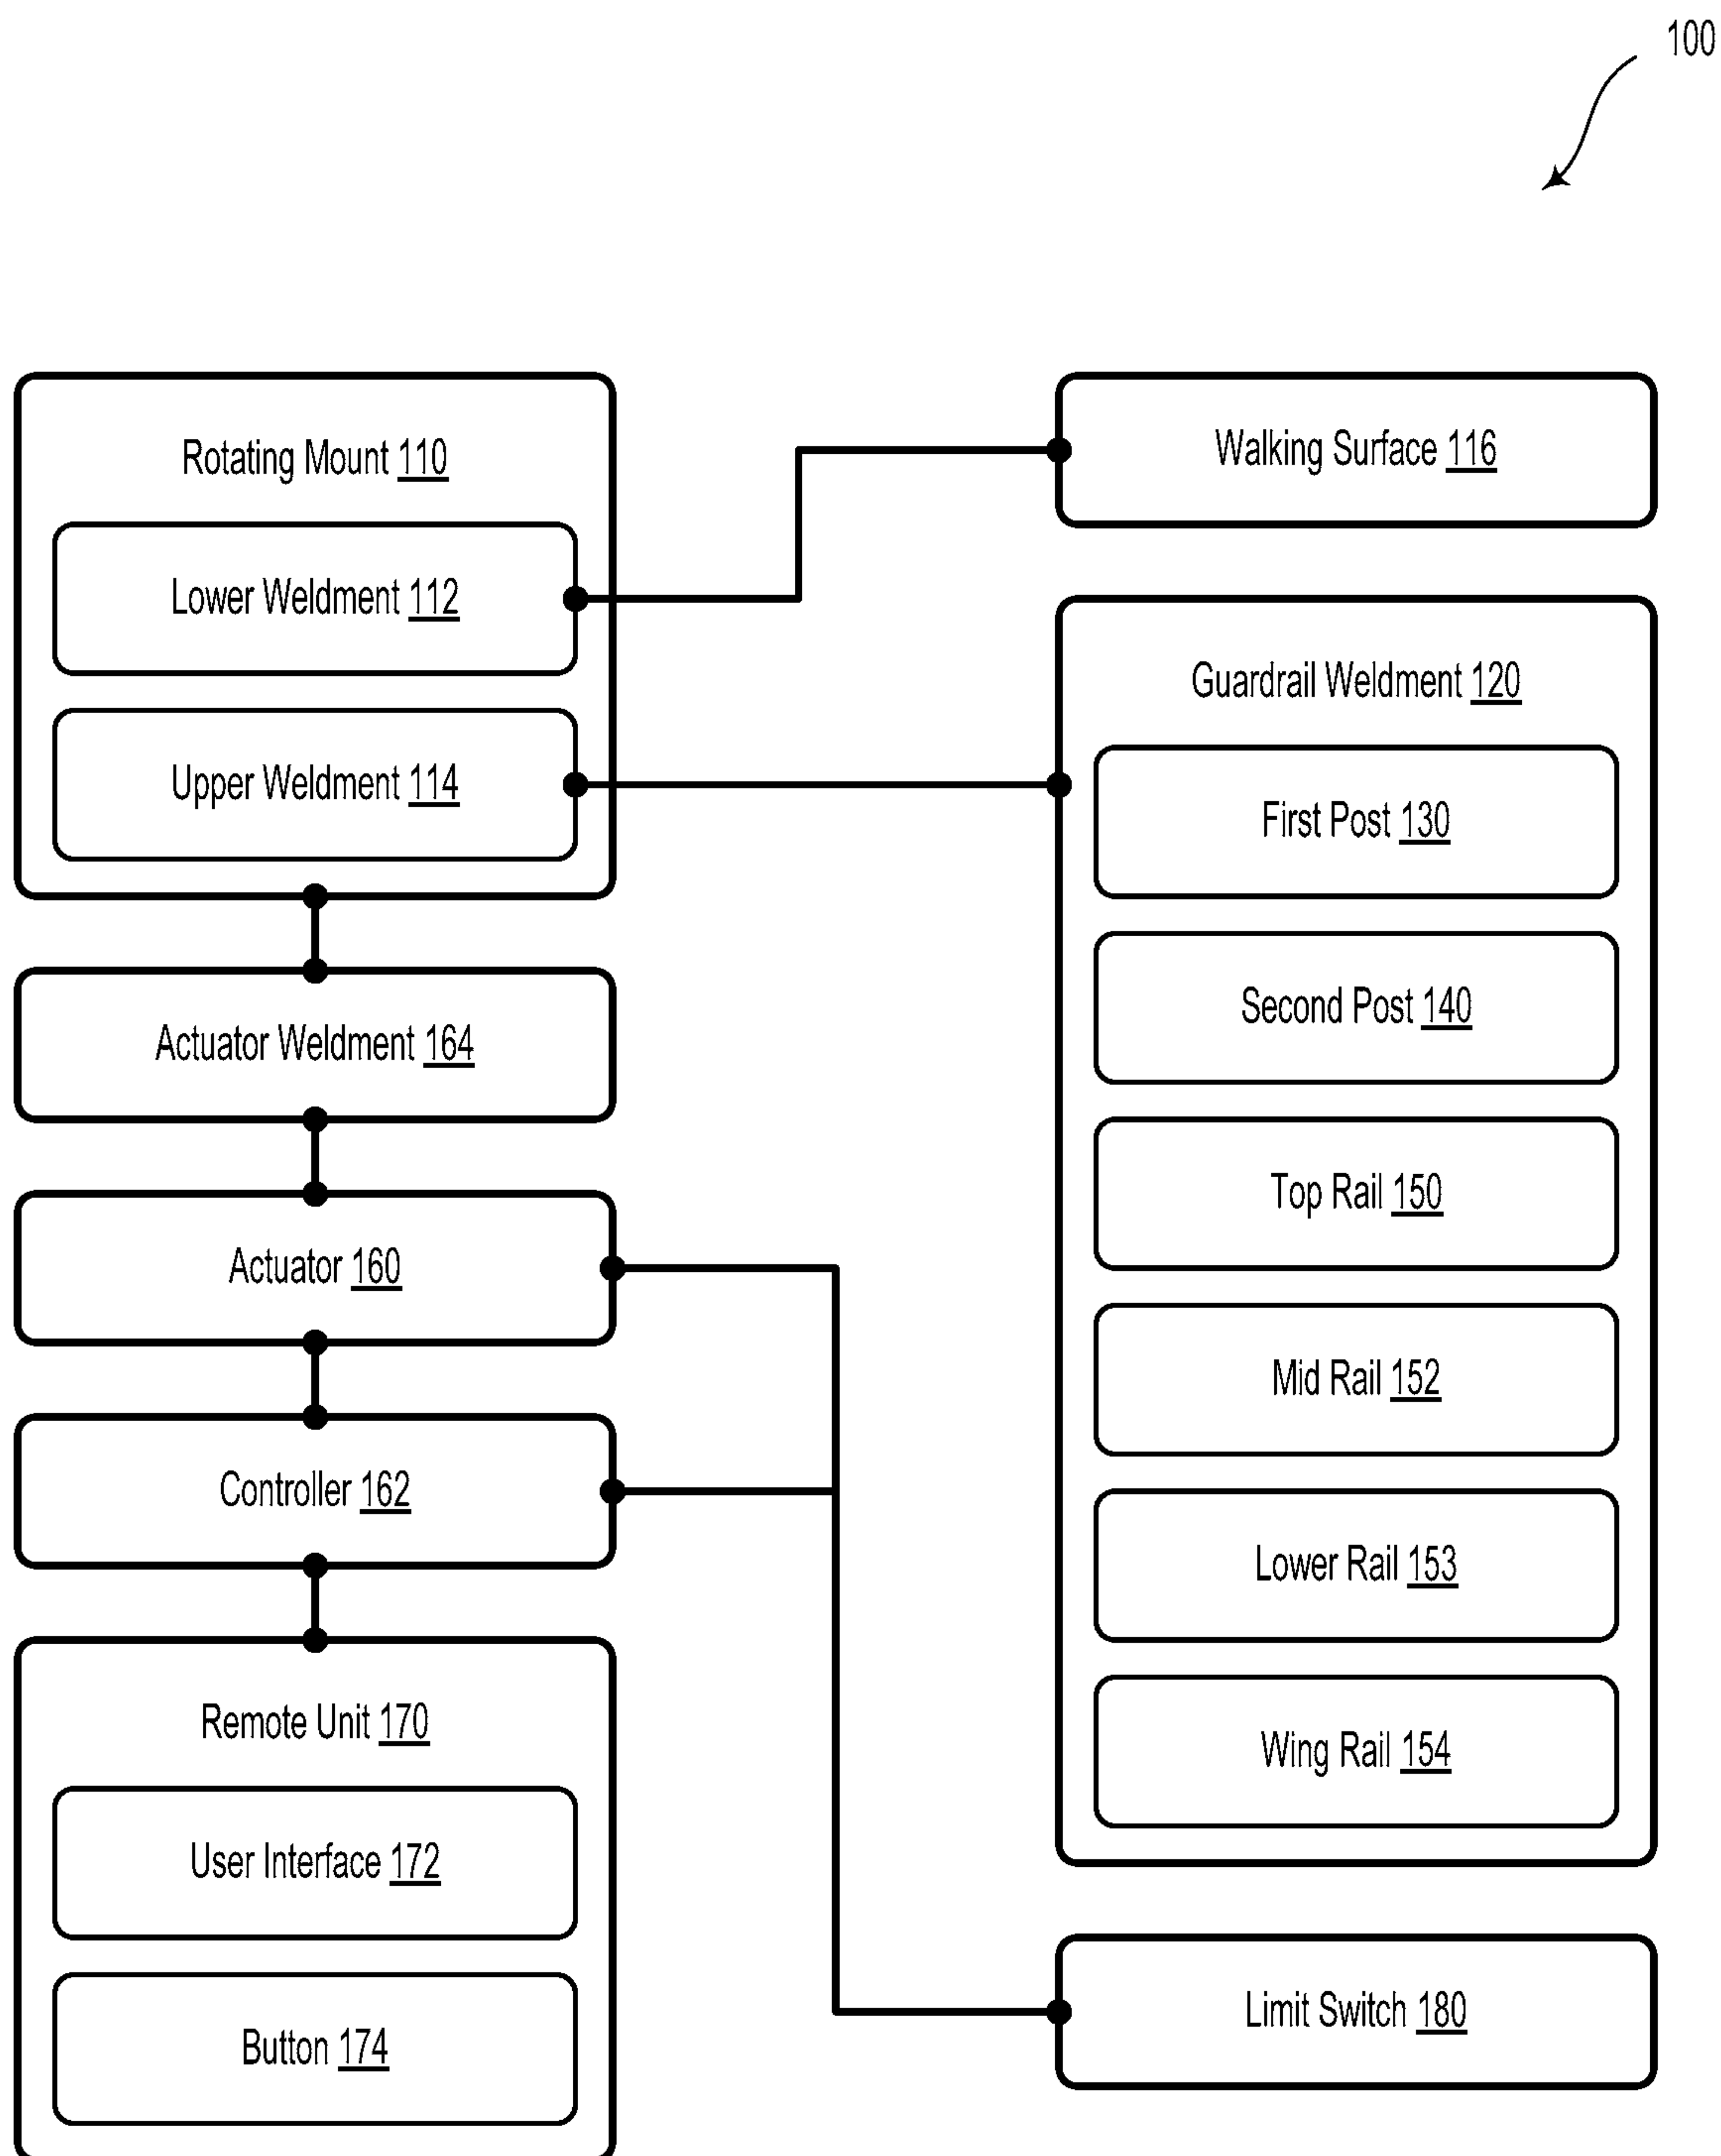 100
Rotating Mount 110
Lower Weldment 112
Upper Weldment 114
Actuator Weldment 164
Actuator 160
Controller 162
Remote Unit 170
User Interface 172
Button 174
Walking Surface 116
Guardrail Weldment 120
First Post 130
Second Post 140
Top Rail 150
Mid Rail 152
Lower Rail 153
Wing Rail 154
Limit Switch 180